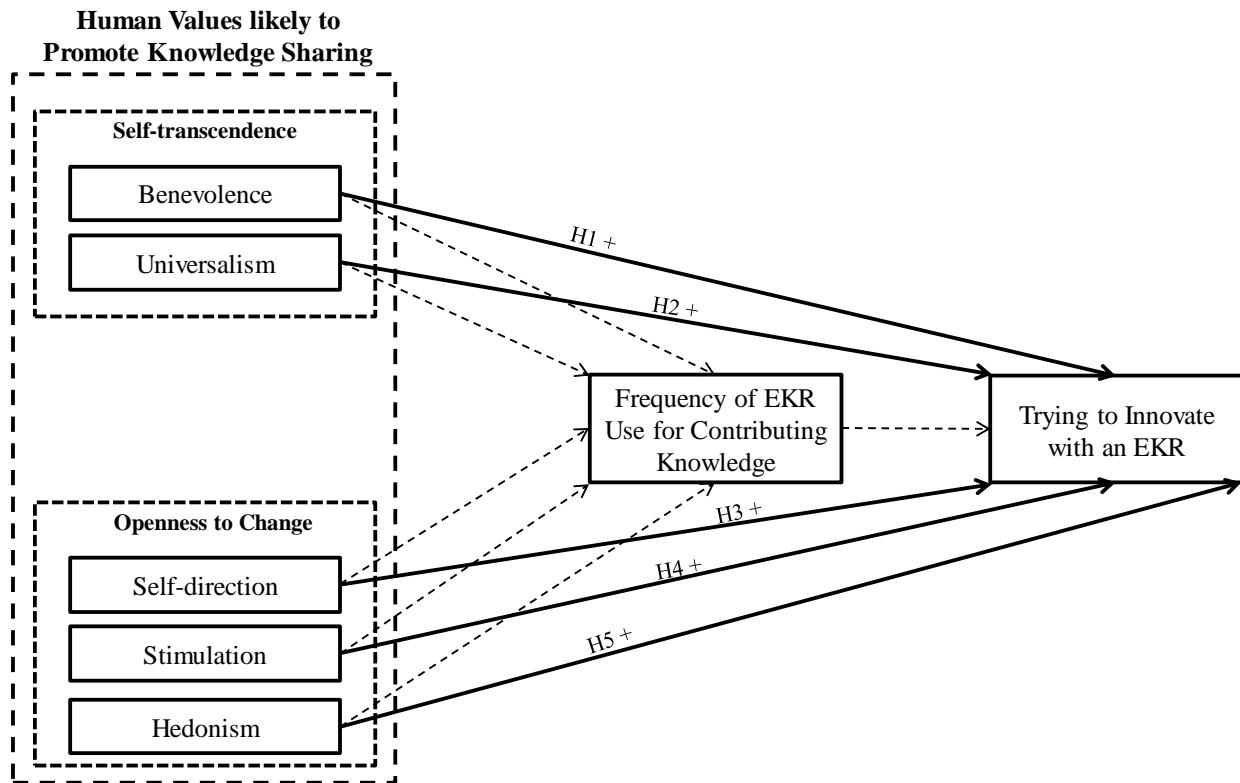 Human Values likely to
Promote Knowledge Sharing
Self-transcendence
Benevolence
Universalism
H1 +
H2 +
Frequency of EKR
Use for Contributing
Knowledge
Trying to Innovate
with an EKR
Openness to Change
Self-direction
Stimulation
Hedonism
H3 +
H4 +
H5 +